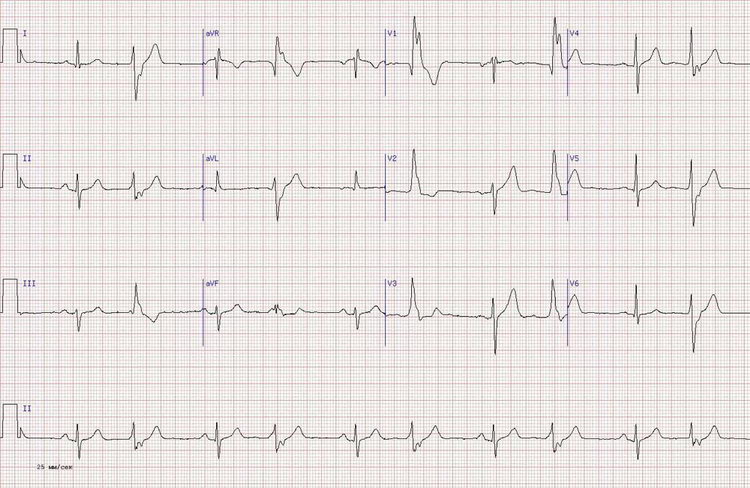 I aVR V1 V4
II aVL V2 V5
III aVF V3 V6
II
25 мм/сек